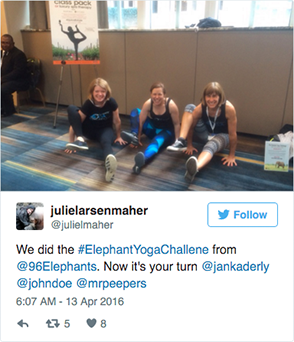 class pack
julielarsenmaher
@julielmaher
Follow
We did the #ElephantYogaChallene from
@96Elephants. Now it's your turn @jankaderly
@johndoe @mrpeepers
6:07 AM - 13 Apr 2016
5 8